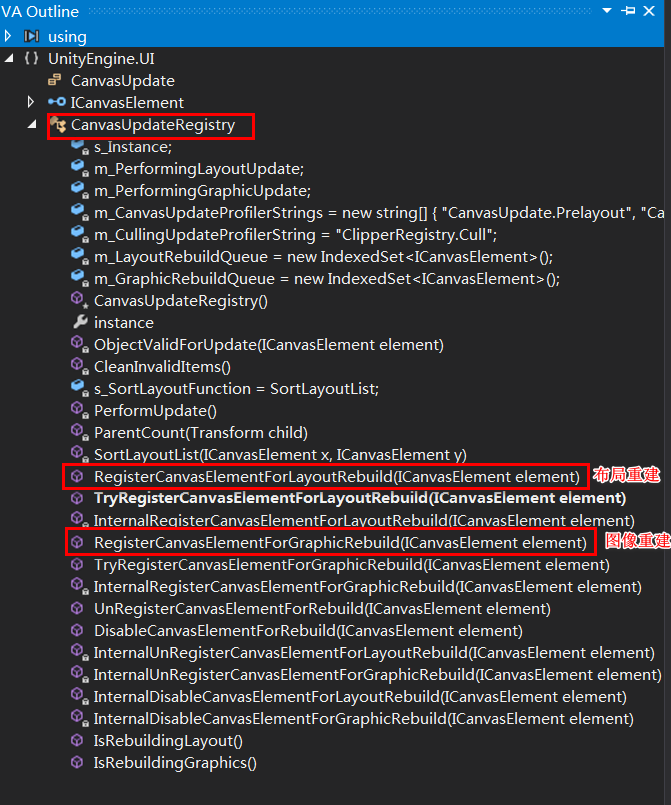 VA Outline
using
UnityEngine.UI
CanvasUpdate
ICanvasElement
CanvasUpdateRegistry
s_Instance;
m_PerformingLayoutUpdate;
m_PerformingGraphicUpdate;
m_CanvasUpdateProfilerStrings = new string[] { "CanvasUpdate.Prelayout", "Ca
m_CullingUpdateProfilerString = "ClipperRegistry.Cull";
m_LayoutRebuildQueue = new IndexedSet<ICanvasElement>();
m_GraphicRebuildQueue = new IndexedSet<ICanvasElement>();
CanvasUpdateRegistry()
instance
ObjectValidForUpdate(ICanvasElement element)
CleanInvalidItems()
s_SortLayoutFunction = SortLayoutList;
PerformUpdate()
ParentCount(Transform child)
SortLayoutList(ICanvasElement x, ICanvasElement y)
RegisterCanvasElementForLayoutRebuild(ICanvasElement element) 布局重建
TryRegisterCanvasElementForLayoutRebuild(ICanvasElement element)
InternalRegisterCanvasElementForLayoutRebuild(ICanvasElement element)
RegisterCanvasElementForGraphicRebuild(ICanvasElement element) 图像重建
TryRegisterCanvasElementForGraphicRebuild(ICanvasElement element)
InternalRegisterCanvasElementForGraphicRebuild(ICanvasElement element)
UnRegisterCanvasElementForRebuild(ICanvasElement element)
DisableCanvasElementForRebuild(ICanvasElement element)
InternalUnRegisterCanvasElementForLayoutRebuild(ICanvasElement element)
InternalUnRegisterCanvasElementForGraphicRebuild(ICanvasElement element)
InternalDisableCanvasElementForLayoutRebuild(ICanvasElement element)
InternalDisableCanvasElementForGraphicRebuild(ICanvasElement element)
IsRebuildingLayout()
IsRebuildingGraphics()